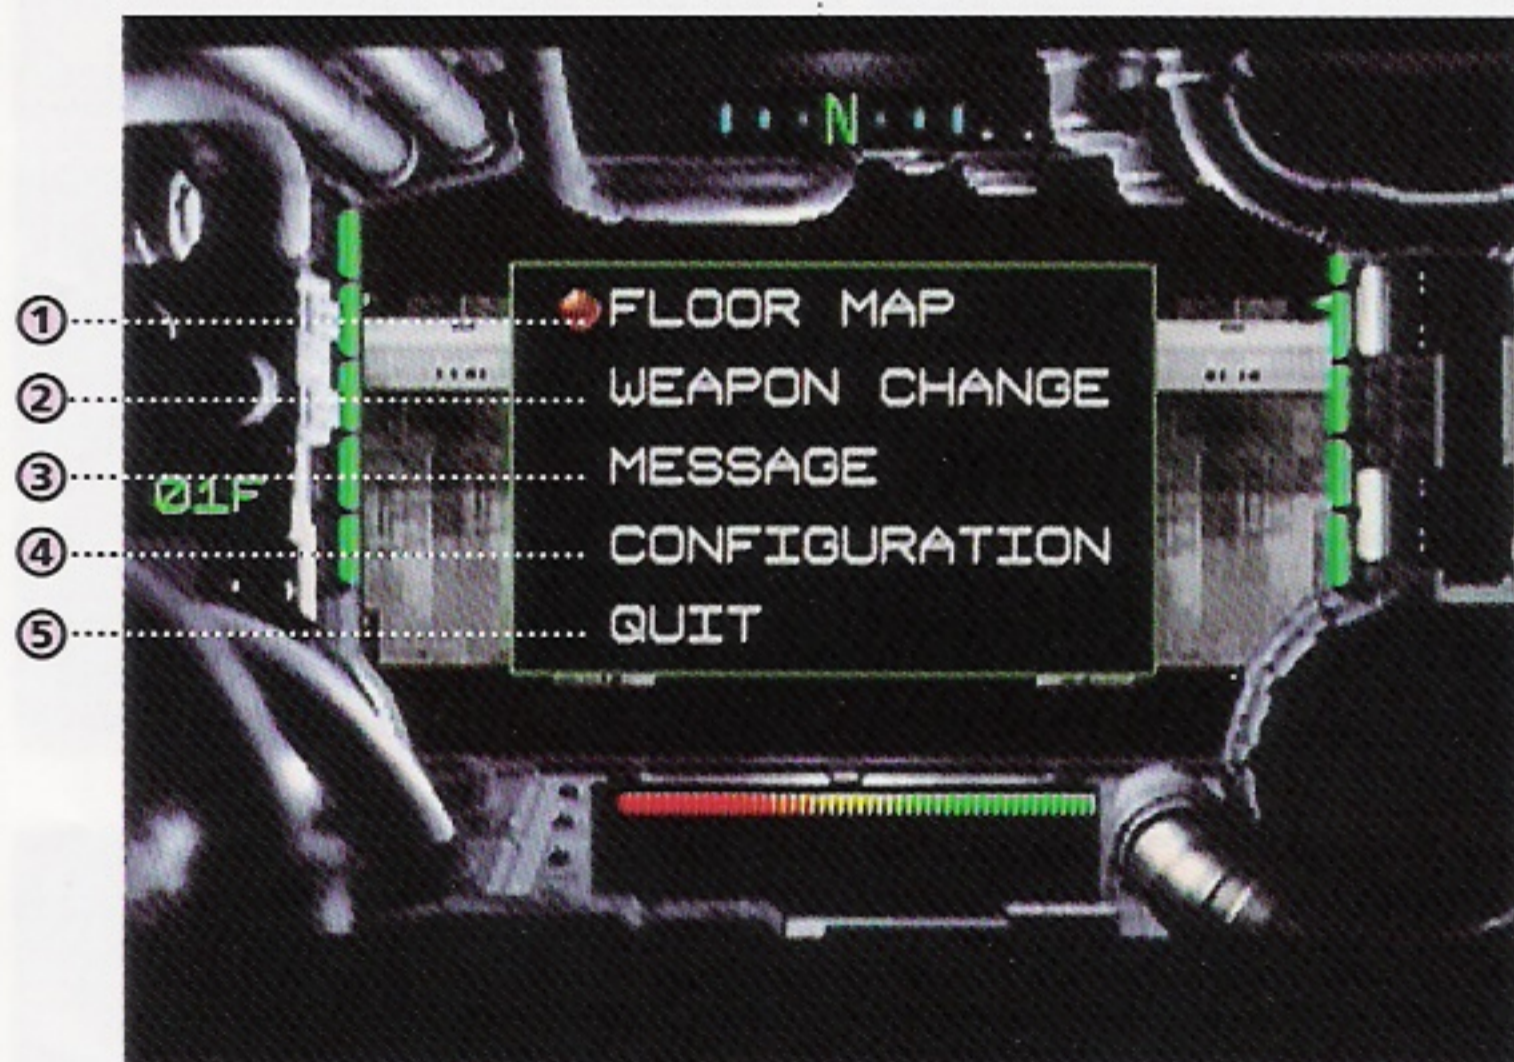 N
① FLOOR MAP
② WEAPON CHANGE
③ MESSAGE
01F
④ CONFIGURATION
⑤ QUIT